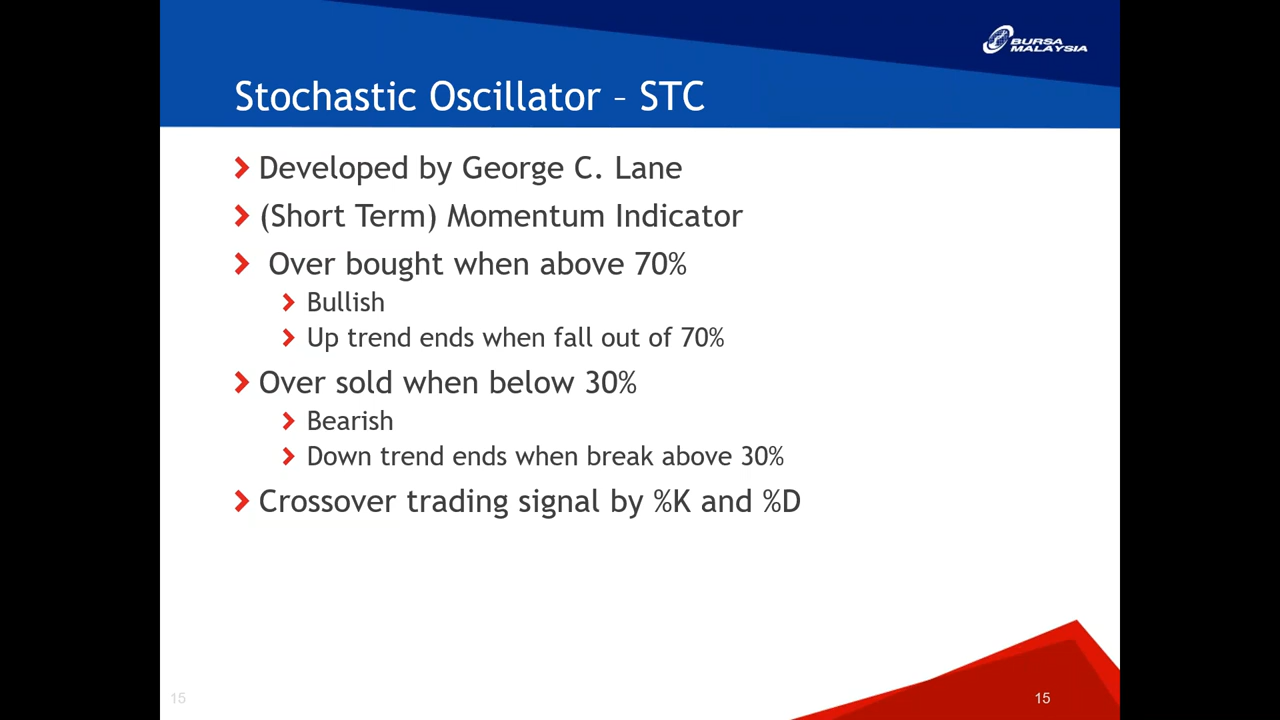 BURSA
MALAYSIA
Stochastic Oscillator – STC
Developed by George C. Lane
(Short Term) Momentum Indicator
Over bought when above 70%
Bullish
Up trend ends when fall out of 70%
Over sold when below 30%
Bearish
Down trend ends when break above 30%
Crossover trading signal by %K and %D
15
15